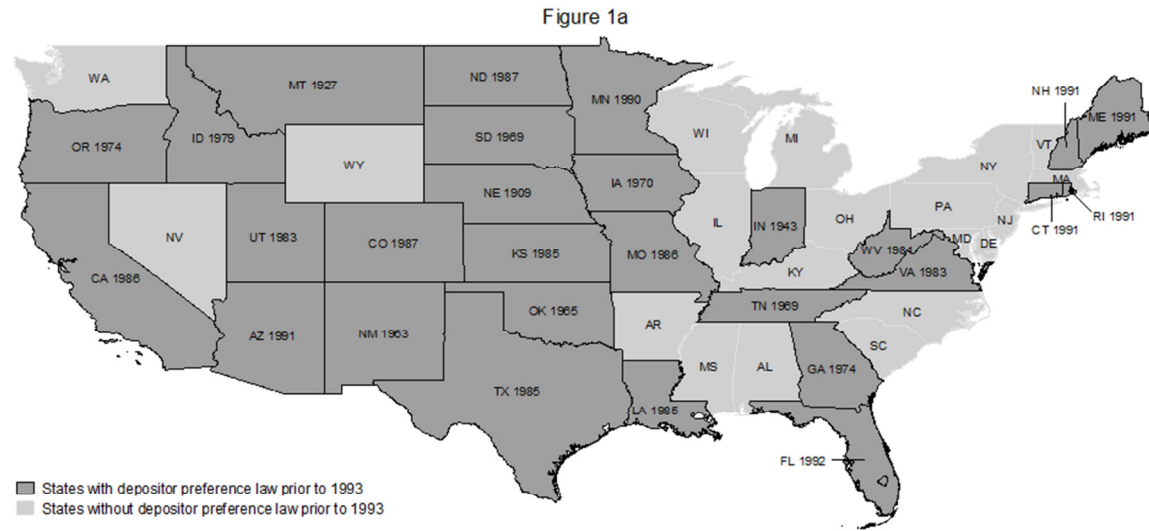 Figure 1a
WA
MT 1927
ND 1987
MN 1990
NH 1991
ME 1991
OR 1974
ID 1979
WY
SD 1969
WI
MI
VT
NY
MA
NE 1909
IA 1970
PA
NV
UT 1983
CO 1987
KS 1985
MO 1986
IL
IN 1943
OH
NJ
RI 1991
CT 1991
MD
DE
WV 1984
VA 1983
CA 1986
KY
AZ 1991
NM 1963
OK 1965
AR
TN 1969
NC
SC
MS
AL
GA 1974
TX 1985
LA 1985
FL 1992
States with depositor preference law prior to 1993
States without depositor preference law prior to 1993